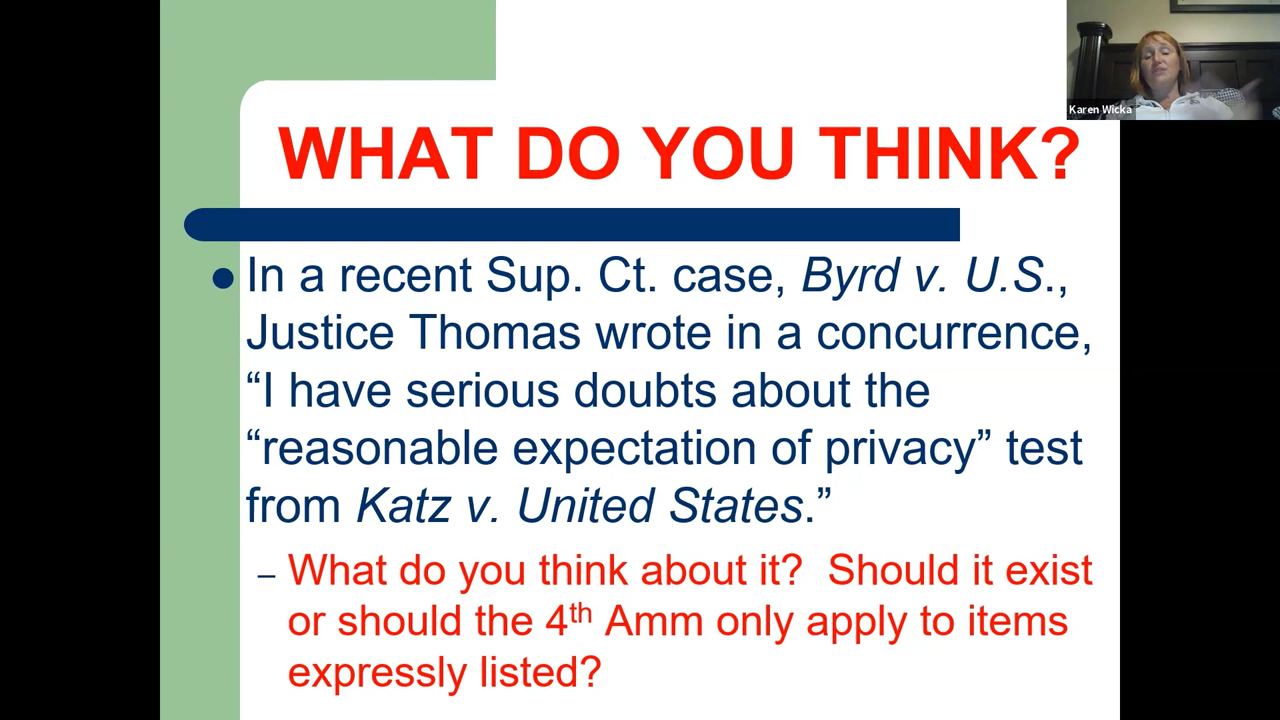 WHAT DO YOU THINK?
Karen Wicka
● In a recent Sup. Ct. case, Byrd v. U.S.,
Justice Thomas wrote in a concurrence,
“I have serious doubts about the
“reasonable expectation of privacy” test
from Katz v. United States.”
– What do you think about it?  Should it exist
or should the 4th Amm only apply to items
expressly listed?